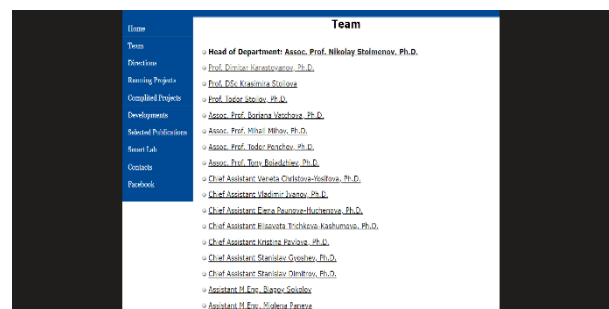 Team
Home
Team
Directions
Running Projects
Complited Projects
Developments
Selected Publications
Smart Lab
Contacts
Facebook
Head of Department: Assoc. Prof. Nikolay Stoimenov, Ph.D.
Prof. Dimitar Karastoyanov, Ph.D.
Prof. DSc Krasimira Stoilova
Prof. Todor Stoilov, Ph.D.
Assoc. Prof. Boriana Vatchova, Ph.D.
Assoc. Prof. Mihail Mihov, Ph.D.
Assoc. Prof. Todor Penchev, Ph.D.
Assoc. Prof. Tony Boiadzhiev, Ph.D.
Chief Assistant Veneta Christova-Yosifova, Ph.D.
Chief Assistant Vladimir Ivanov, Ph.D.
Chief Assistant Elena Paunova-Huchenova, Ph.D.
Chief Assistant Elisaveta Trichkova-Kashumova, Ph.D.
Chief Assistant Kristina Pavlova, Ph.D.
Chief Assistant Stanislav Gyoshev, Ph.D.
Chief Assistant Stanislav Dimitrov, Ph.D.
Assistant M.Eng. Blagoy Sokolov
Assistant M.Eng. Miglena Paneva